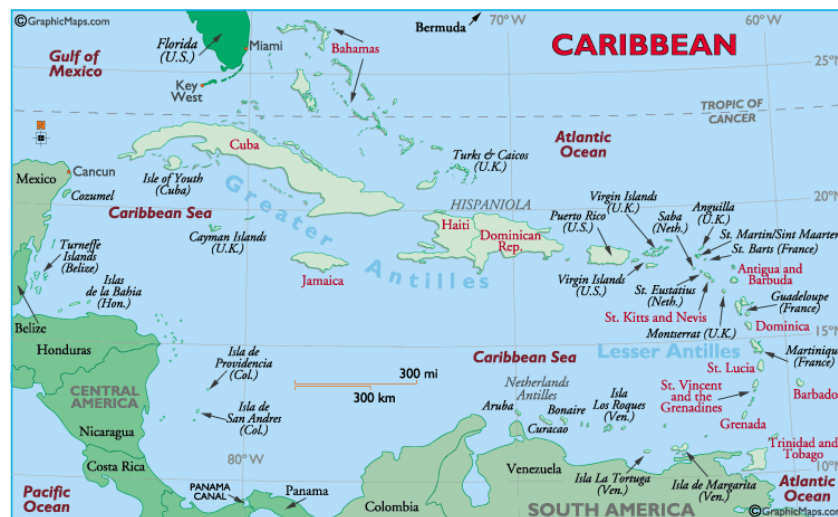 ©GraphicMaps.com
Bermuda
70°W
60°W
CARIBBEAN
Florida
(U.S.)
Miami
Bahamas
Gulf of
Mexico
25°N
Key
West
TROPIC OF
CANCER
Atlantic
Ocean
Cuba
Mexico
Cancun
Cozumel
Isle of Youth
(Cuba)
Turks & Caicos
(U.K.)
20°N
Caribbean Sea
Greater Antilles
HISPANIOLA
Haiti
Dominican
Rep.
Puerto Rico
(U.S.)
Virgin Islands
(U.K.)
Saba
(Neth.)
Anguilla
(U.K.)
St. Martin/Sint Maarten
St. Barts (France)
Cayman Islands
(U.K.)
Jamaica
Turneffe
Islands
(Belize)
Islas
de la Bahia
(Hon.)
Virgin Islands
(U.S.)
St. Eustatius
(Neth.)
Antigua and
Barbuda
St. Kitts and Nevis
Guadeloupe
(France)
Montserrat (U.K.)
Dominica
Belize
15°N
Honduras
Caribbean Sea
Lesser Antilles
Martinique
(France)
Isla de
Providencia
(Col.)
300 mi
300 km
St. Lucia
CENTRAL
AMERICA
Isla de
San Andres
(Col.)
Netherlands
Antilles
Aruba
Bonaire
Curacao
Isla
Los Roques
(Ven.)
St. Vincent
and the
Grenadines
Barbado
Grenada
Nicaragua
Trinidad and
Tobago
Costa Rica
80°W
10°N
Venezuela
Isla La Tortuga
(Ven.)
Isla de Margarita
(Ven.)
Pacific
Ocean
PANAMA
CANAL
Panama
Colombia
SOUTH AMERICA
Atlantic
Ocean
©GraphicMaps.com